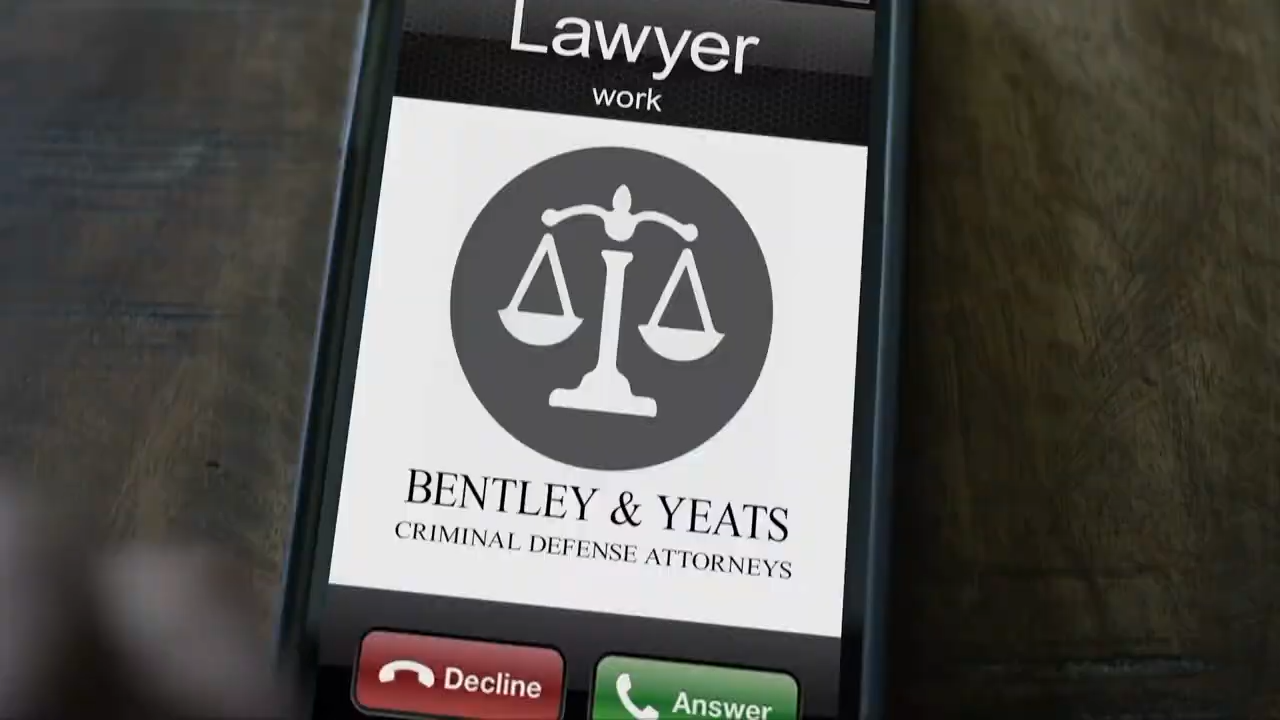 Lawyer
work
BENTLEY & YEATS
CRIMINAL DEFENSE ATTORNEYS
Decline
Answer